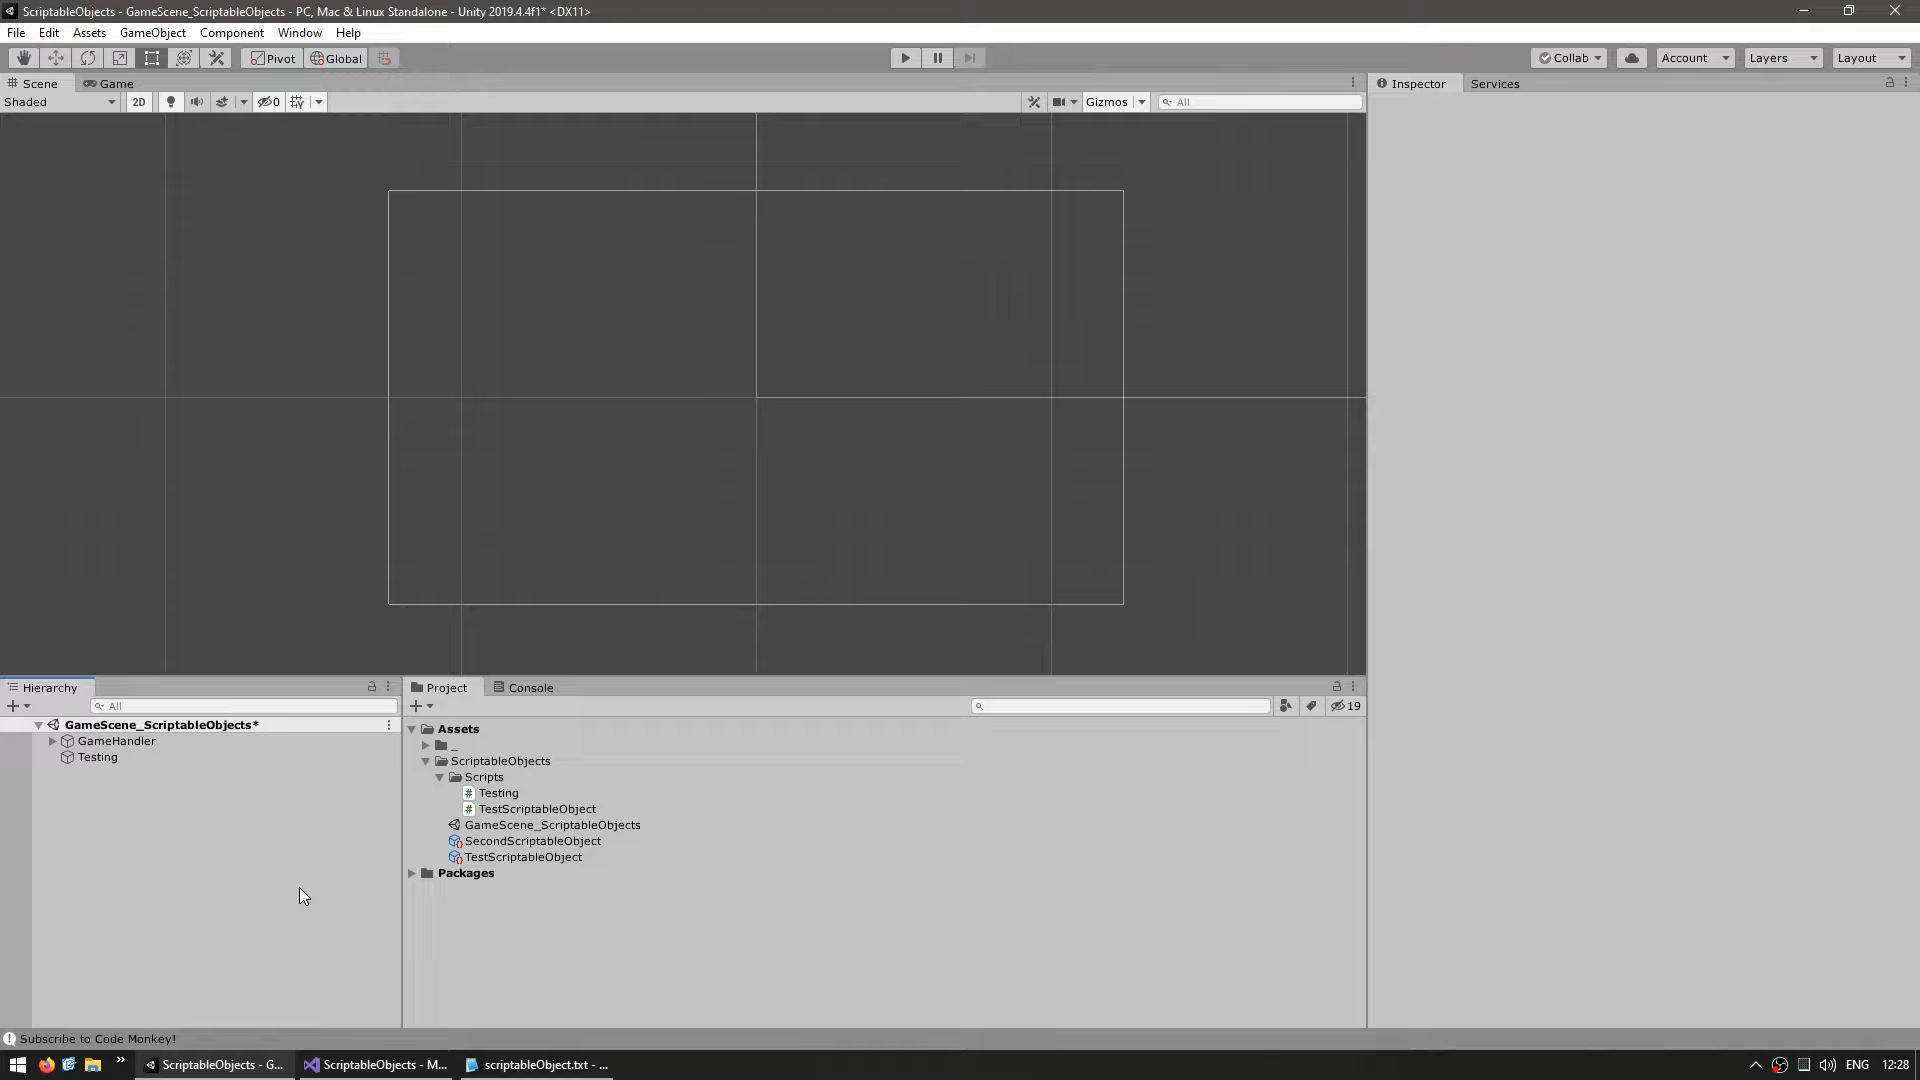 ScriptableObjects - GameScene_ScriptableObjects - PC, Mac & Linux Standalone - Unity 2019.4.4f1* <DX11>
File Edit Assets GameObject Component Window Help
Pivot Global Collab Account Layers Layout
Scene Game Inspector Services
Shaded 2D 0 Gizmos All
Hierarchy Project Console
All 19
GameScene_ScriptableObjects* Assets
GameHandler _
Testing ScriptableObjects
Scripts
Testing
TestScriptableObject
GameScene_ScriptableObjects
SecondScriptableObject
TestScriptableObject
Packages
Subscribe to Code Monkey!
» ScriptableObjects - G... ScriptableObjects - M... scriptableObject.txt - ... ENG 12:28